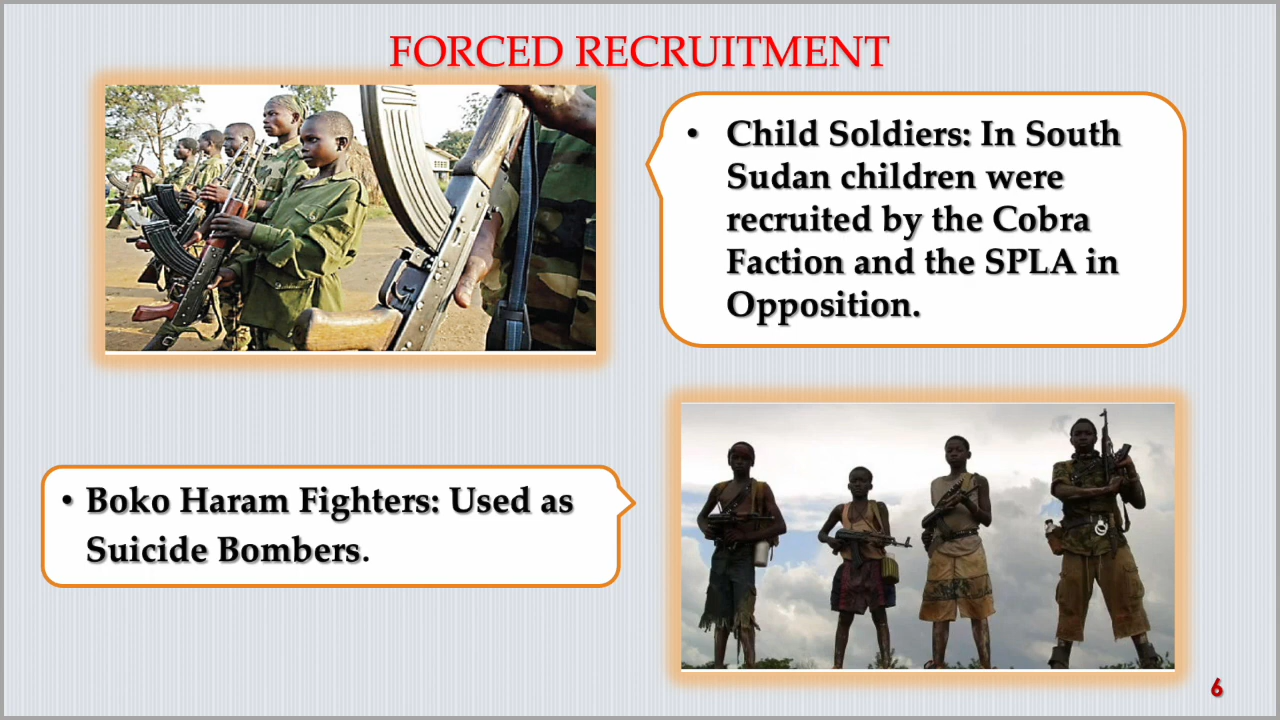 FORCED RECRUITMENT
• Child Soldiers: In South
Sudan children were
recruited by the Cobra
Faction and the SPLA in
Opposition.
• Boko Haram Fighters: Used as
Suicide Bombers.
6